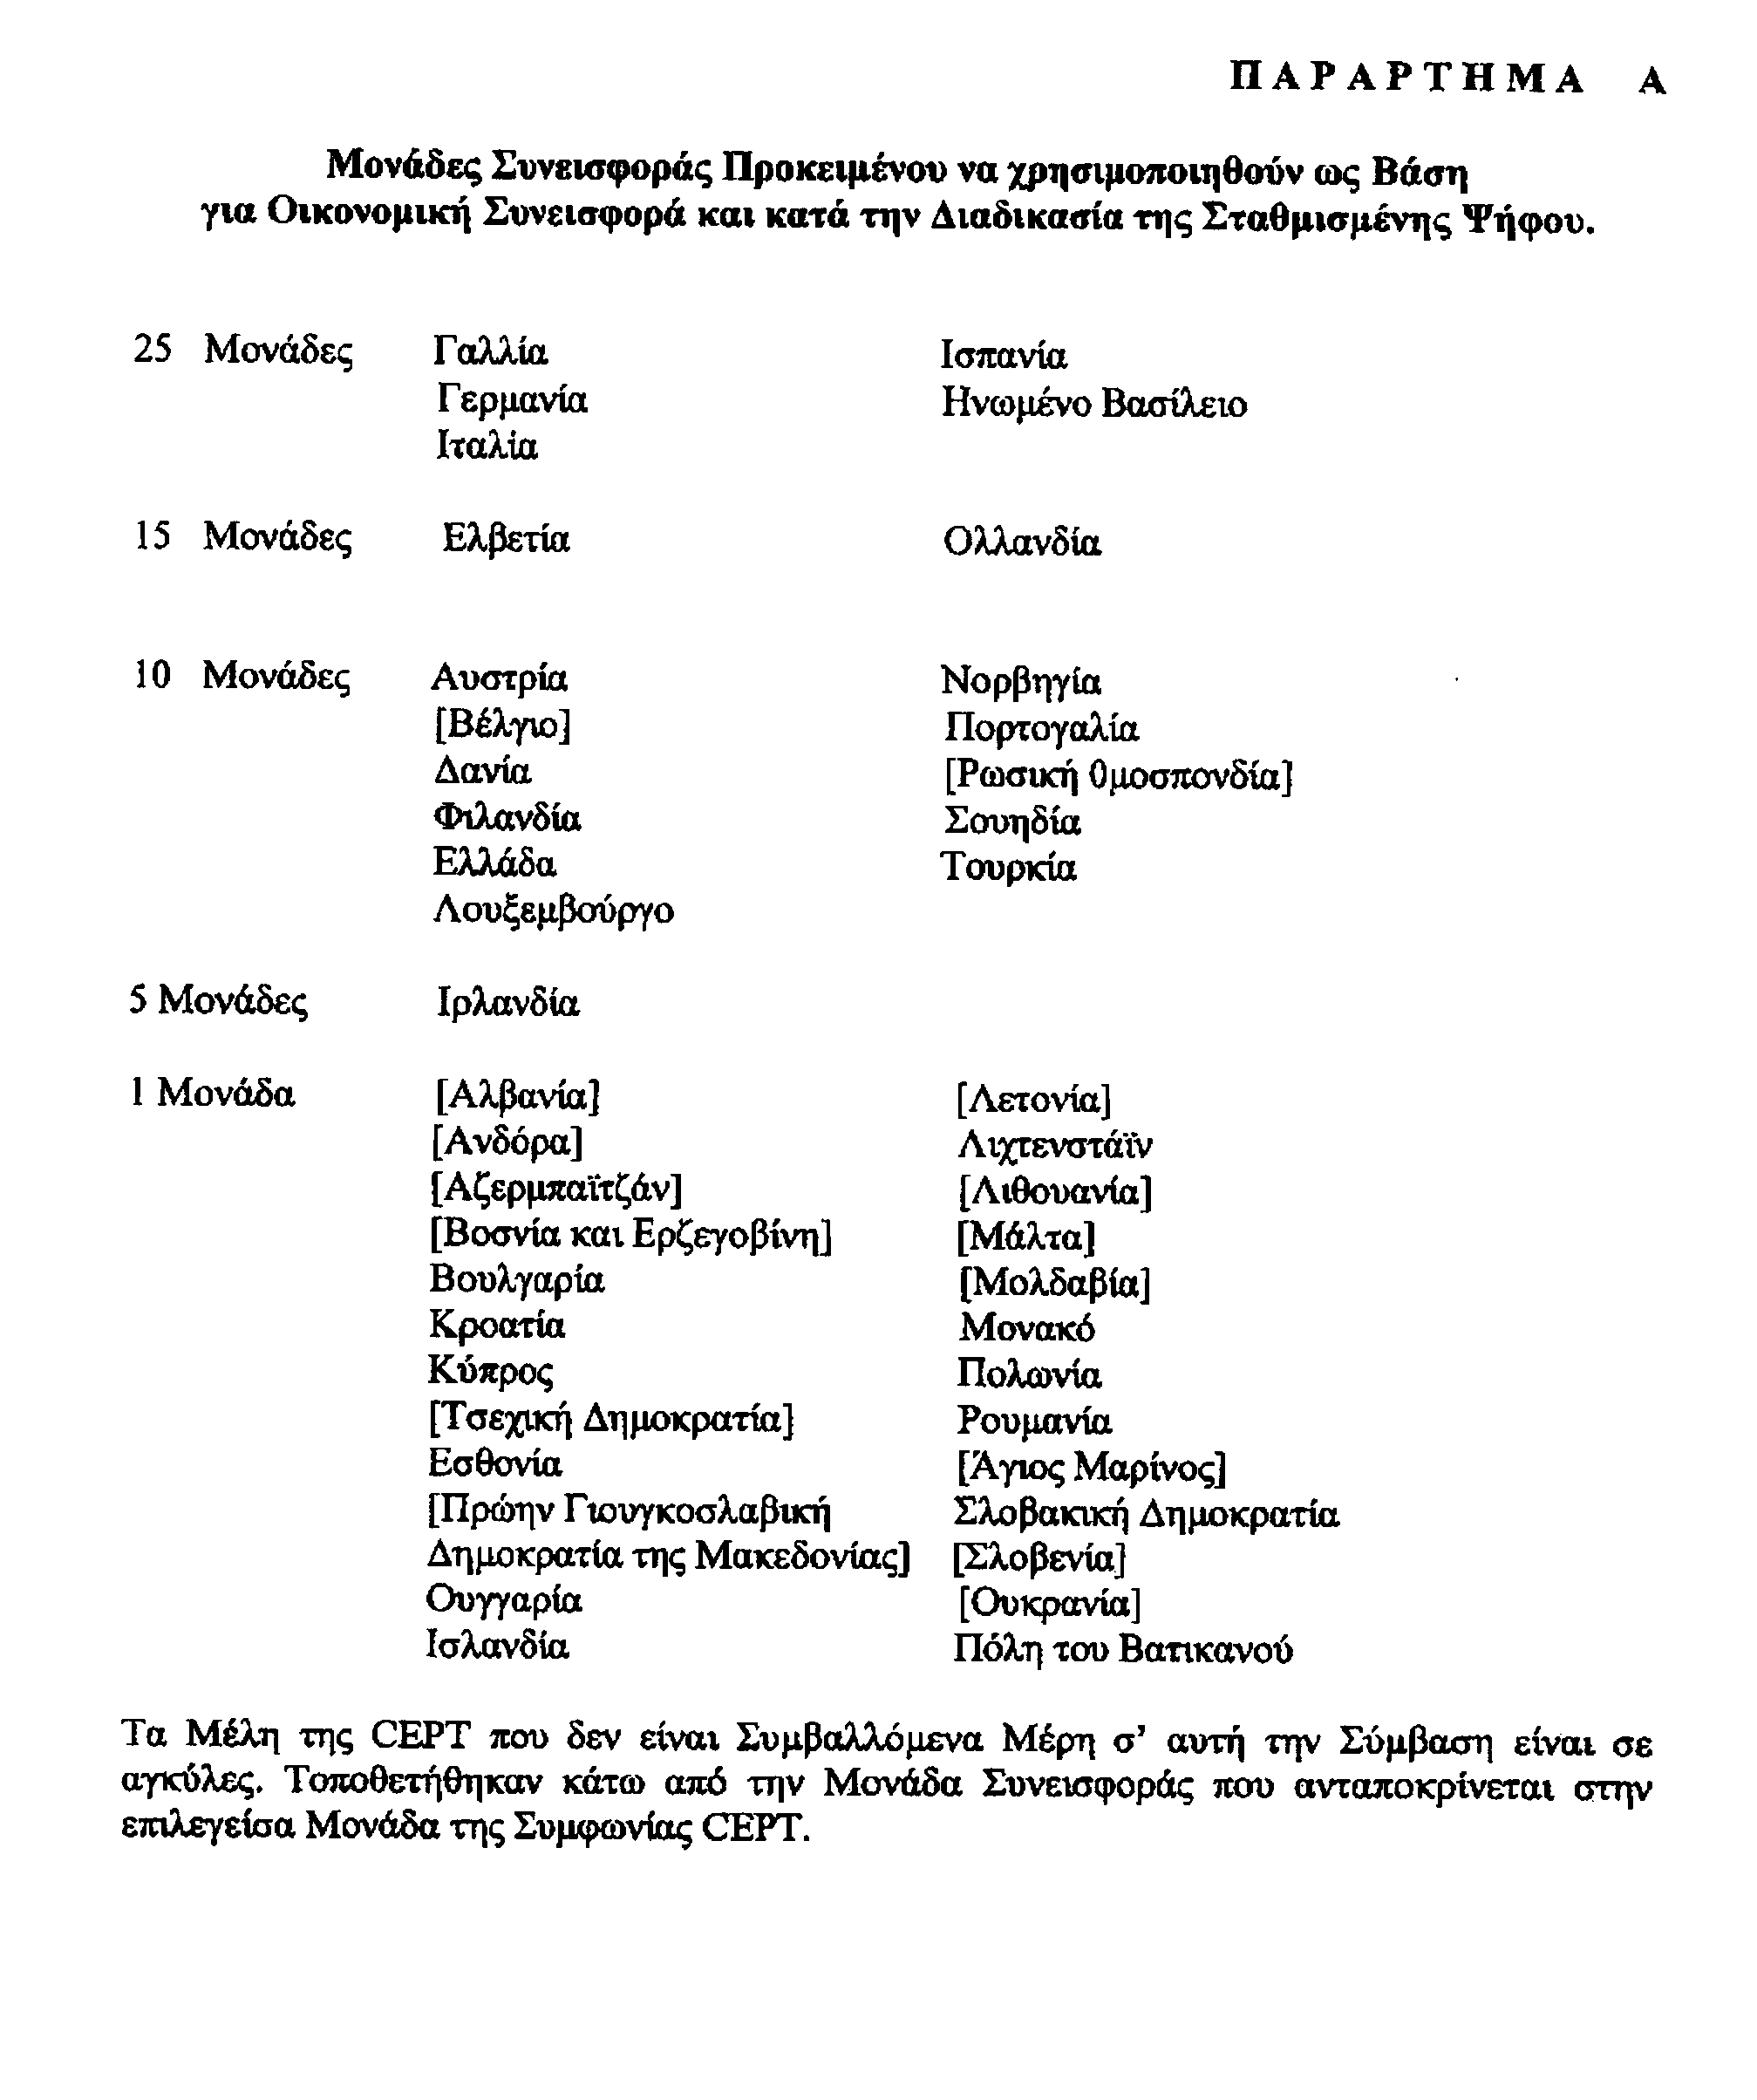 ΠΑΡΑΡΤΗΜΑ Α
Μονάδες Συνεισφοράς Προκειμένου να χρησιμοποιηθούν ως Βάση
για Οικονομική Συνεισφορά και κατά την Διαδικασία της Σταθμισμένης Ψήφου.
25 Μονάδες Γαλλία Ισπανία
Γερμανία Ηνωμένο Βασίλειο
Ιταλία
15 Μονάδες Ελβετία Ολλανδία
10 Μονάδες Αυστρία Νορβηγία
[Βέλγιο] Πορτογαλία
Δανία [Ρωσική Ομοσπονδία]
Φιλανδία Σουηδία
Ελλάδα Τουρκία
Λουξεμβούργο
5 Μονάδες Ιρλανδία
1 Μονάδα [Αλβανία] [Λετονία]
[Ανδόρα] Λιχτενστάϊν
[Αζερμπαϊτζάν] [Λιθουανία]
[Βοσνία και Ερζεγοβίνη] [Μάλτα]
Βουλγαρία [Μολδαβία]
Κροατία Μονακό
Κύπρος Πολωνία
[Τσεχική Δημοκρατία] Ρουμανία
Εσθονία [Άγιος Μαρίνος]
[Πρώην Γιουγκοσλαβική Σλοβακική Δημοκρατία
Δημοκρατία της Μακεδονίας] [Σλοβενία]
Ουγγαρία [Ουκρανία]
Ισλανδία Πόλη του Βατικανού
Τα Μέλη της CEPT που δεν είναι Συμβαλλόμενα Μέρη σ' αυτή την Σύμβαση είναι σε
αγκύλες. Τοποθετήθηκαν κάτω από την Μονάδα Συνεισφοράς που ανταποκρίνεται στην
επιλεγείσα Μονάδα της Συμφωνίας CEPT.